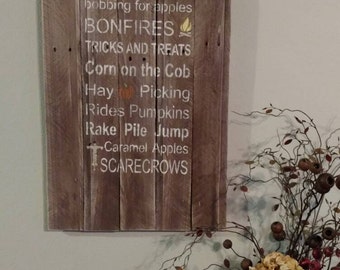 bobbing for apples
BONFIRES
TRICKS AND TREATS
Corn on the Cob
Hay Picking
Rides Pumpkins
Rake Pile Jump
Caramel Apples
SCARECROWS